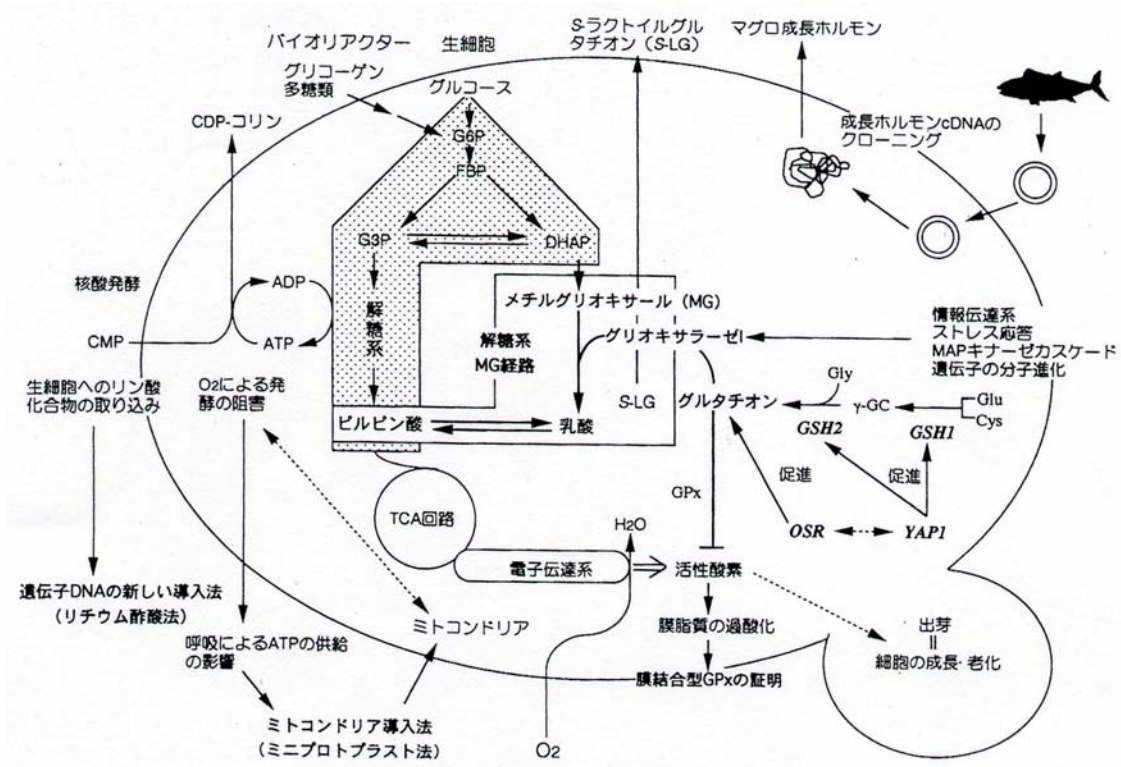 バイオリアクター
生細胞
S-ラクトイルグル
タチオン (S-LG)
マグロ成長ホルモン
グリコーゲン
多糖類
グルコース
CDP-コリン
G6P
FBP
成長ホルモンcDNAの
クローニング
G3P
DHAP
核酸発酵
ADP
CMP
ATP
解糖系
メチルグリオキサール (MG)
グリオキサラーゼI
解糖系
MG経路
情報伝達系
ストレス応答
MAPキナーゼカスケード
遺伝子の分子進化
生細胞へのリン酸
化合物の取り込み
O2による発
酵の阻害
S-LG
グルタチオン
Gly
γ-GC
Glu
Cys
GSH2
GSH1
ピルビン酸
乳酸
促進
促進
GPx
TCA回路
OSR
YAP1
H2O
電子伝達系
活性酸素
遺伝子DNAの新しい導入法
(リチウム酢酸法)
ミトコンドリア
膜脂質の過酸化
出芽
=
細胞の成長・老化
呼吸によるATPの供給
の影響
膜結合型GPxの証明
ミトコンドリア導入法
(ミニプロトプラスト法)
O2